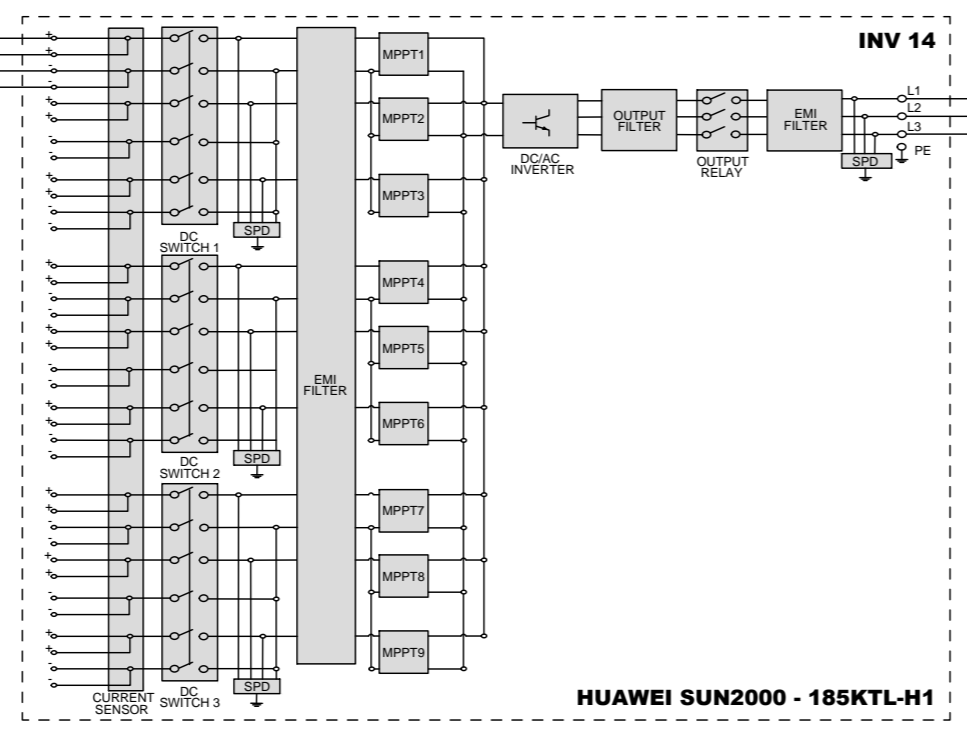 INV 14
+
+
-
-
+
+
-
-
+
+
-
-
DC
SWITCH 1
SPD
+
+
-
-
+
+
-
-
+
+
-
-
DC
SWITCH 2
SPD
+
+
-
-
+
+
-
-
+
+
-
-
CURRENT
SENSOR
DC
SWITCH 3
SPD
EMI
FILTER
MPPT1
MPPT2
MPPT3
MPPT4
MPPT5
MPPT6
MPPT7
MPPT8
MPPT9
DC/AC
INVERTER
OUTPUT
FILTER
OUTPUT
RELAY
EMI
FILTER
SPD
L1
L2
L3
PE
HUAWEI SUN2000 - 185KTL-H1